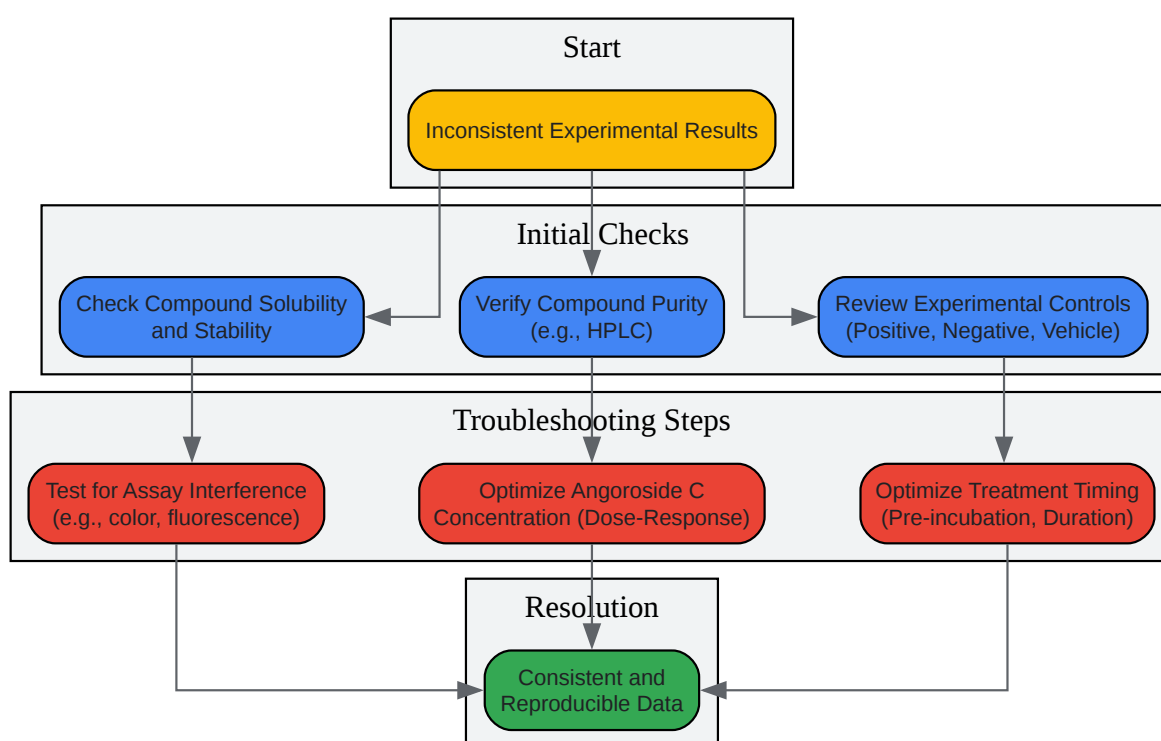 Start
Inconsistent Experimental Results
Initial Checks
Check Compound Solubility
and Stability
Verify Compound Purity
(e.g., HPLC)
Review Experimental Controls
(Positive, Negative, Vehicle)
Troubleshooting Steps
Test for Assay Interference
(e.g., color, fluorescence)
Optimize Angoroside C
Concentration (Dose-Response)
Optimize Treatment Timing
(Pre-incubation, Duration)
Resolution
Consistent and
Reproducible Data